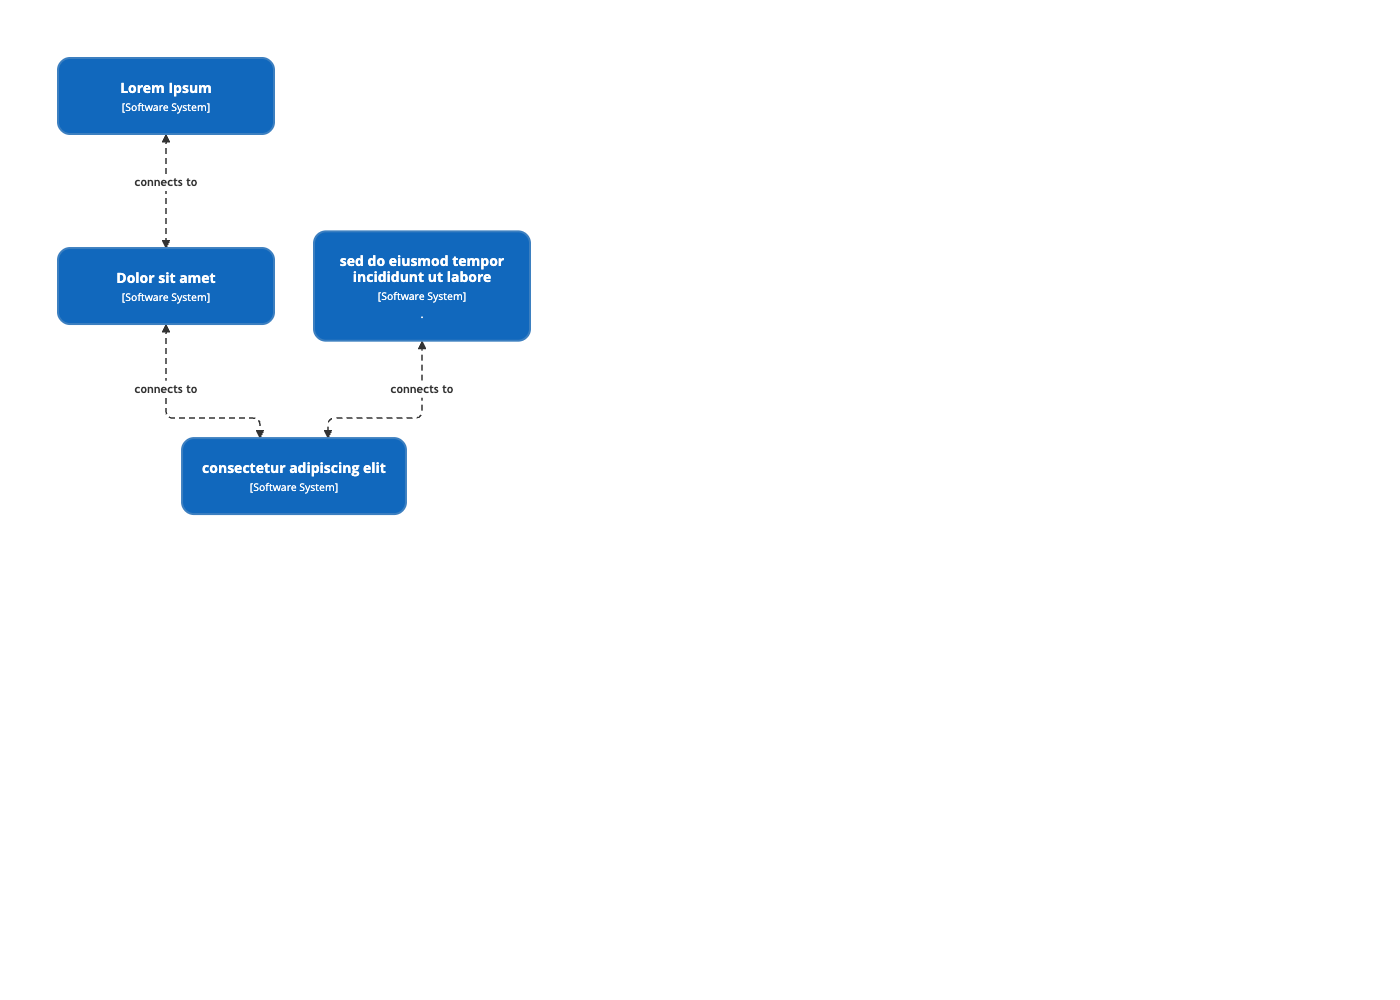 Lorem Ipsum
[Software System]
connects to
Dolor sit amet
[Software System]
sed do eiusmod tempor
incididunt ut labore
[Software System]
.
connects to
connects to
consectetur adipiscing elit
[Software System]